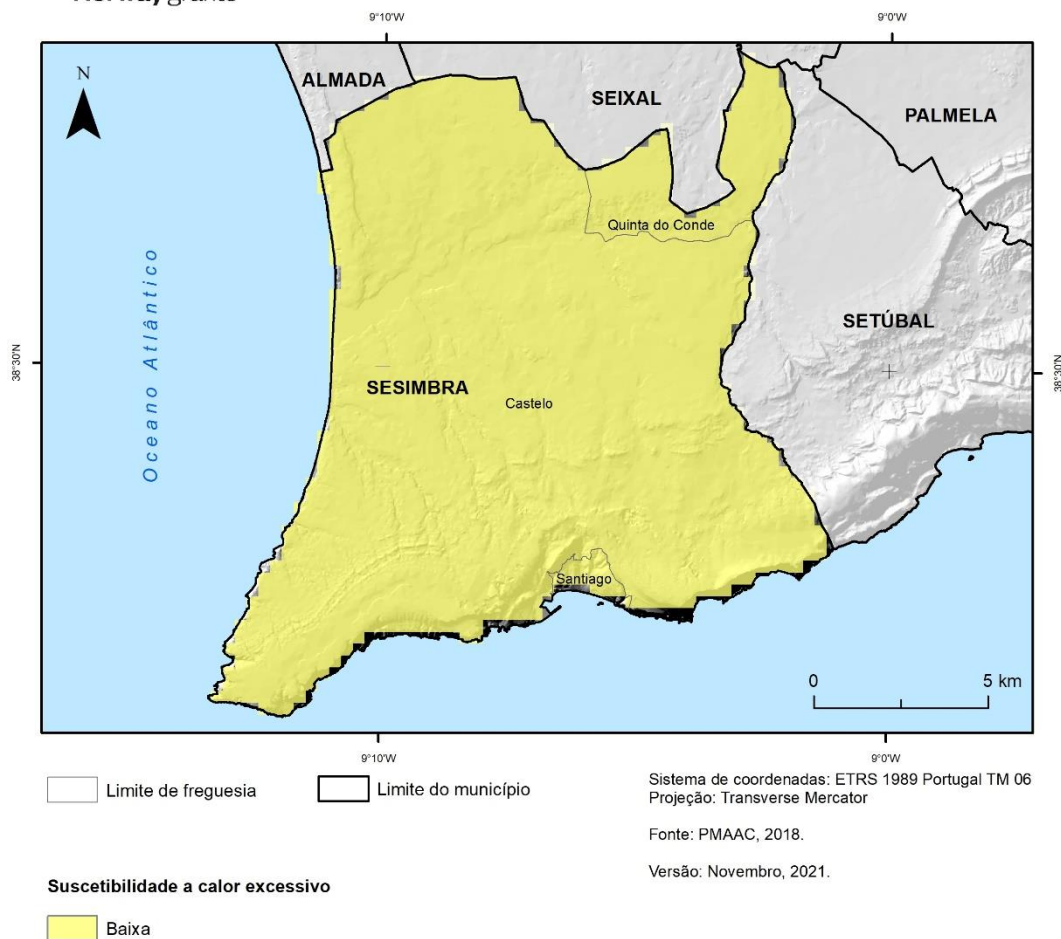 9°10'W 9°0'W
N
ALMADA
SEIXAL
PALMELA
Quinta do Conde
Oceano Atlântico
SETÚBAL
38°30'N 38°30'N
SESIMBRA
Castelo
Santiago
0 5 km
9°10'W 9°0'W
Limite de freguesia Limite do município
Sistema de coordenadas: ETRS 1989 Portugal TM 06
Projeção: Transverse Mercator
Fonte: PMAAC, 2018.
Versão: Novembro, 2021.
Suscetibilidade a calor excessivo
Baixa